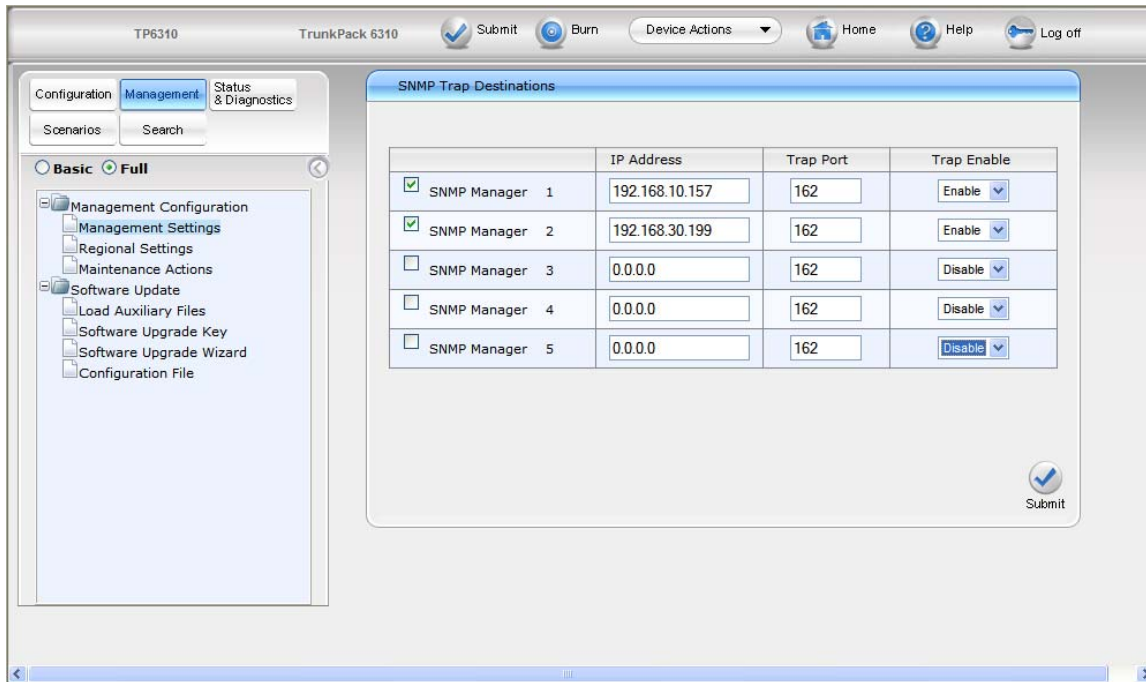 TP6310 TrunkPack 6310 Submit Burn Device Actions Home Help Log off
Configuration Management Status & Diagnostics
Scenarios Search
Basic Full
Management Configuration
Management Settings
Regional Settings
Maintenance Actions
Software Update
Load Auxiliary Files
Software Upgrade Key
Software Upgrade Wizard
Configuration File
SNMP Trap Destinations
IP Address Trap Port Trap Enable
SNMP Manager 1 192.168.10.157 162 Enable
SNMP Manager 2 192.168.30.199 162 Enable
SNMP Manager 3 0.0.0.0 162 Disable
SNMP Manager 4 0.0.0.0 162 Disable
SNMP Manager 5 0.0.0.0 162 Disable
Submit